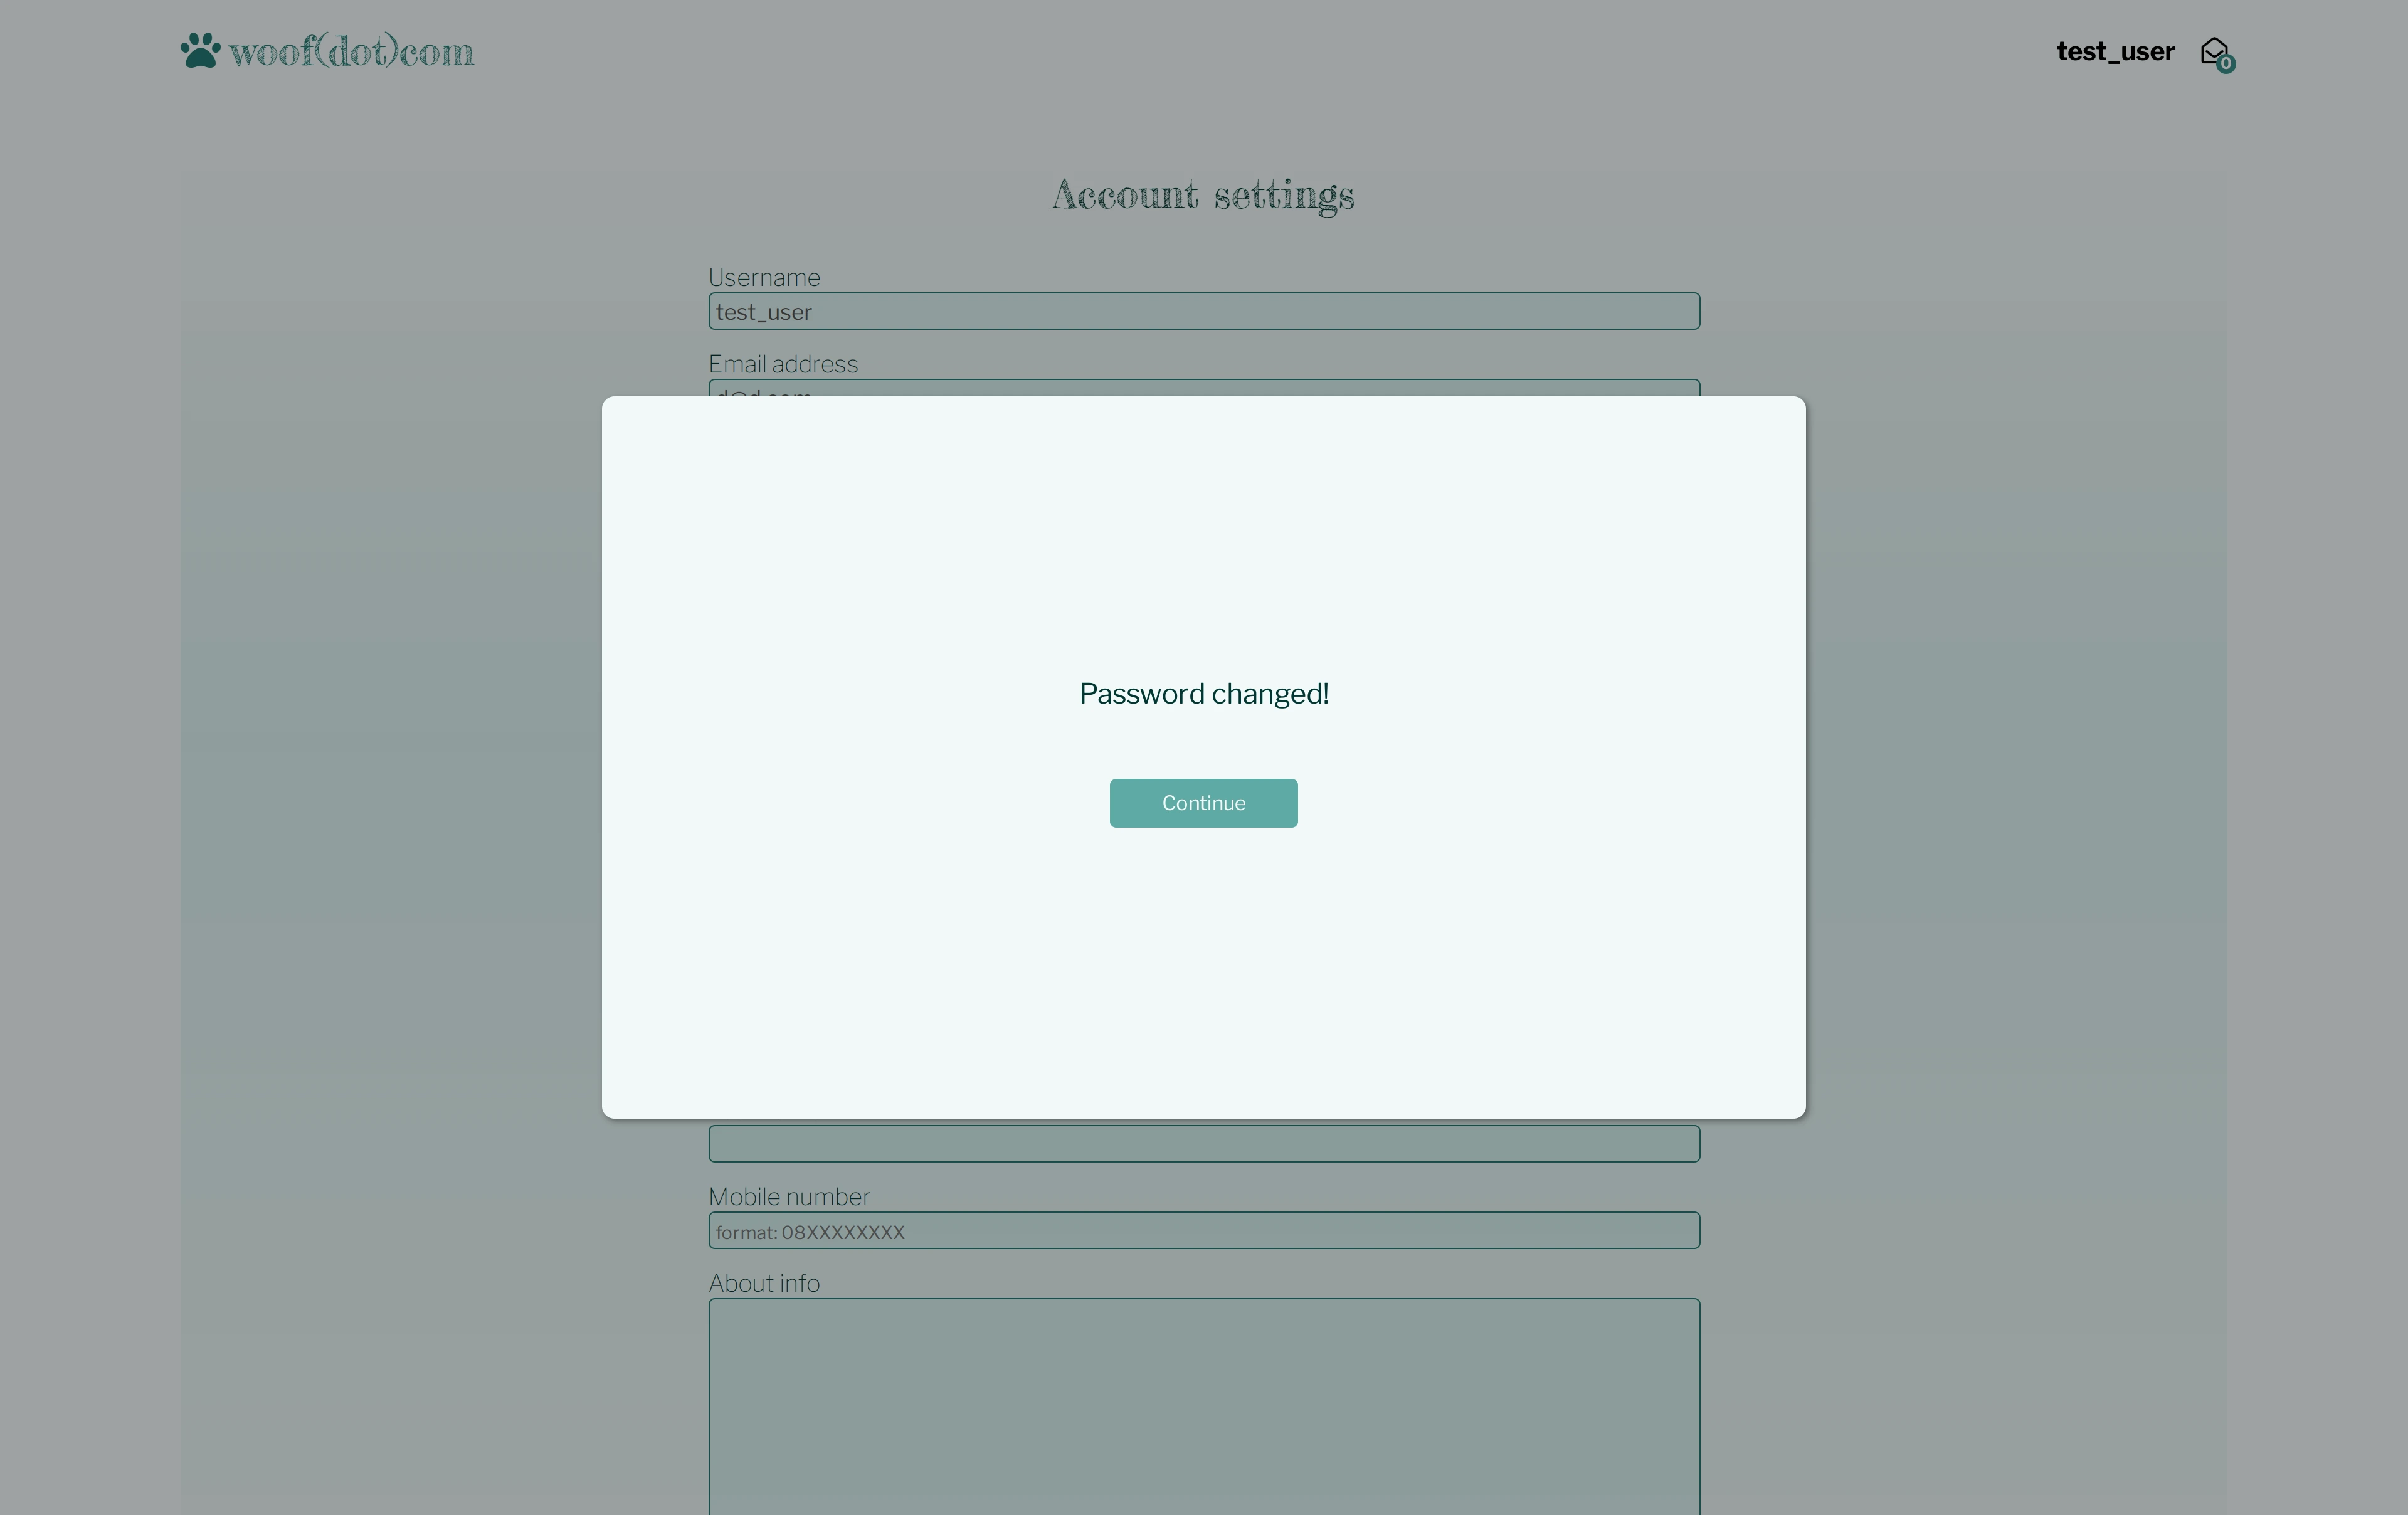 woof(dot)com
test_user
0
Account settings
Username
test_user
Email address
d@d.com
Password changed!
Continue
Mobile number
format: 08XXXXXXXX
About info